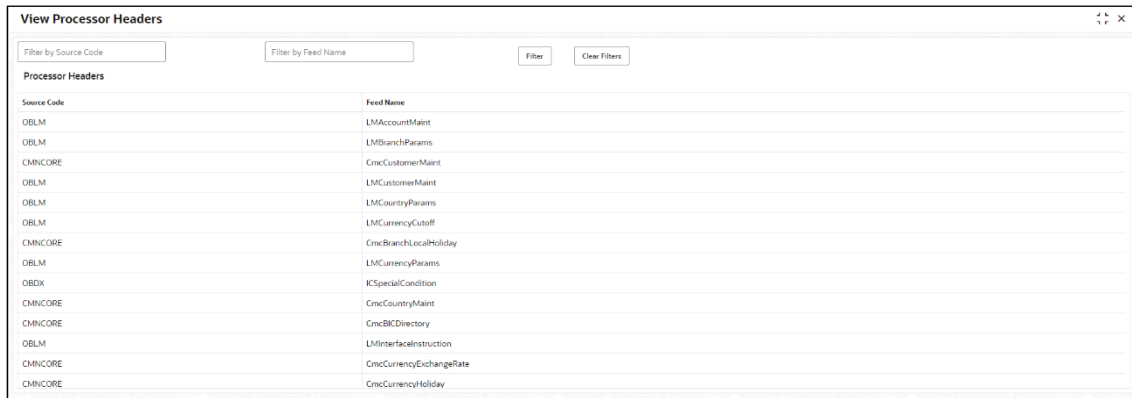 View Processor Headers
Filter by Source Code Filter by Feed Name Filter Clear Filters
Processor Headers
Source Code Feed Name
OBLM LMAccountMaint
OBLM LMBranchParams
CMNCORE CmcCustomerMaint
OBLM LMCustomerMaint
OBLM LMCountryParams
OBLM LMCurrencyCutoff
CMNCORE CmcBranchLocalHoliday
OBLM LMCurrencyParams
OBDX ICSpecialCondition
CMNCORE CmcCountryMaint
CMNCORE CmcBICDirectory
OBLM LMInterfaceInstruction
CMNCORE CmcCurrencyExchangeRate
CMNCORE CmcCurrencyHoliday